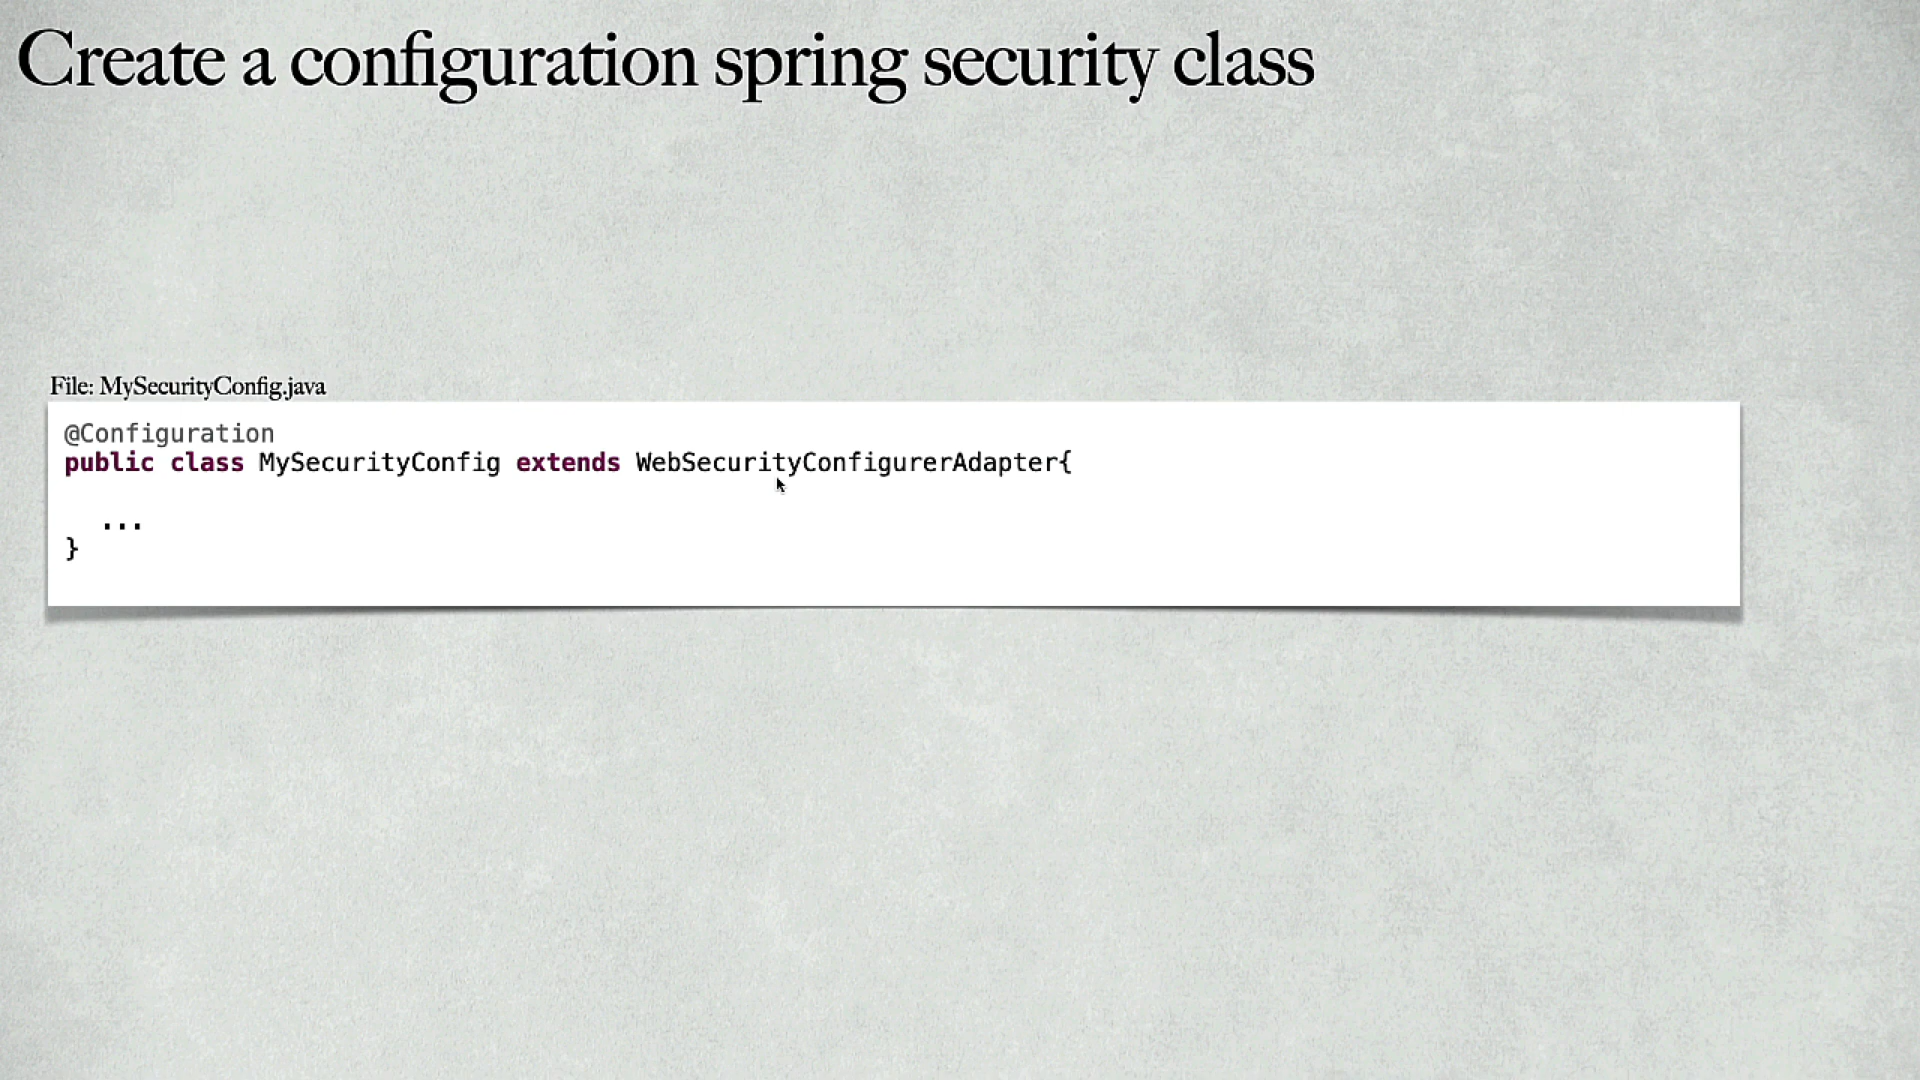 Create a configuration spring security class
File: MySecurityConfig.java
@Configuration
public class MySecurityConfig extends WebSecurityConfigurerAdapter{
...
}